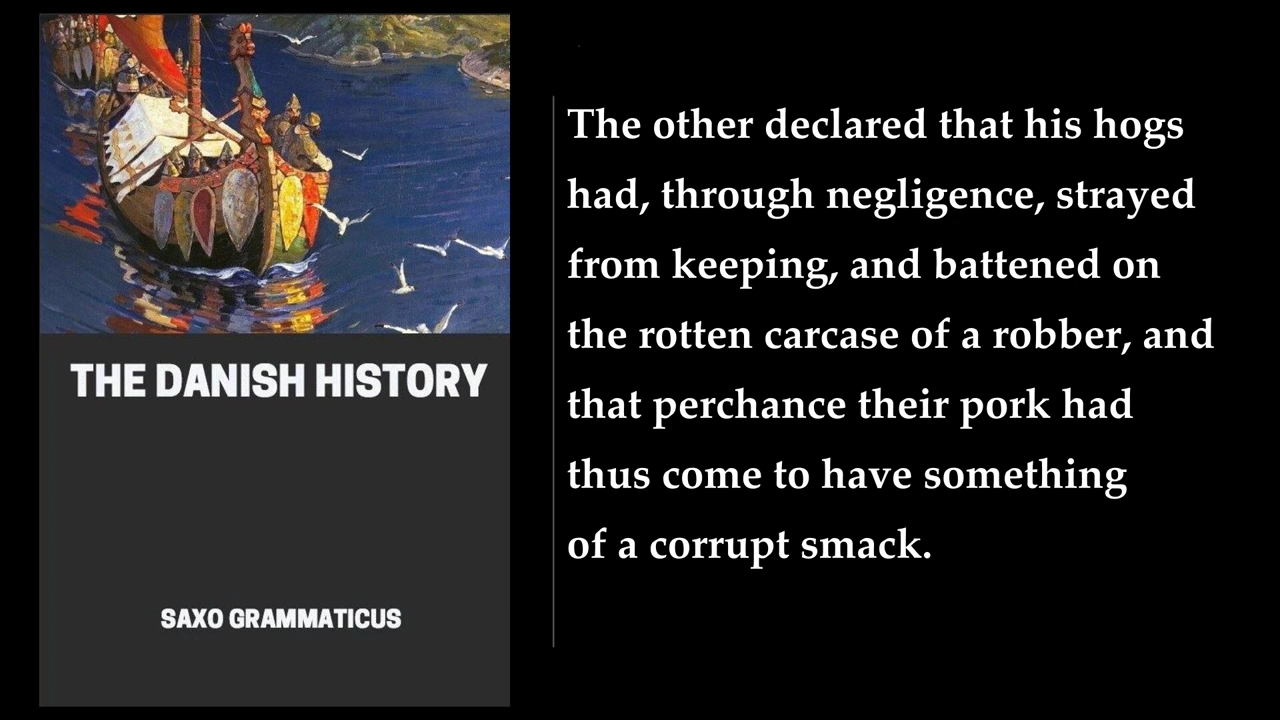 THE DANISH HISTORY
SAXO GRAMMATICUS
The other declared that his hogs
had, through negligence, strayed
from keeping, and battened on
the rotten carcase of a robber, and
that perchance their pork had
thus come to have something
of a corrupt smack.